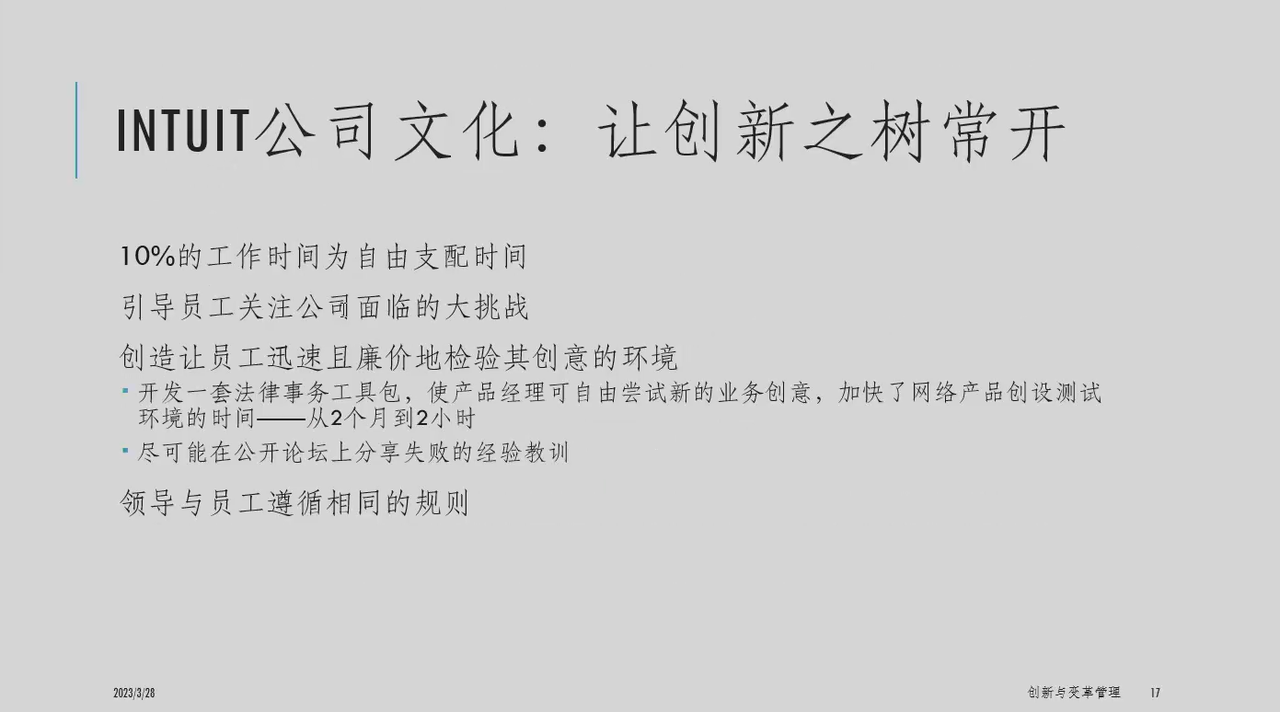 INTUIT公司文化：让创新之树常开
10%的工作时间为自由支配时间
引导员工关注公司面临的大挑战
创造让员工迅速且廉价地检验其创意的环境
▪ 开发一套法律事务工具包，使产品经理可自由尝试新的业务创意，加快了网络产品创设测试
环境的时间——从2个月到2小时
▪ 尽可能在公开论坛上分享失败的经验教训
领导与员工遵循相同的规则
2023/3/28
创新与变革管理
17